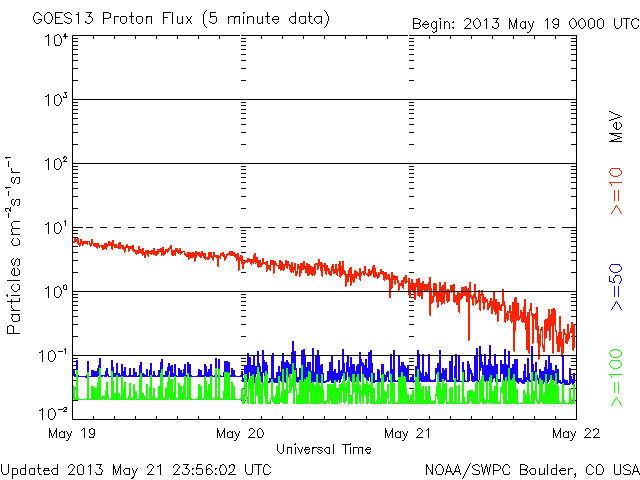 GOES13 Proton Flux (5 minute data)
Begin: 2013 May 19 0000 UTC
Particles cm⁻²s⁻¹sr⁻¹
10⁴
10³
10²
10¹
10⁰
10⁻¹
10⁻²
May 19
May 20
May 21
May 22
Universal Time
MeV
>=10
>=50
>=100
Updated 2013 May 21 23:56:02 UTC
NOAA/SWPC Boulder, CO USA